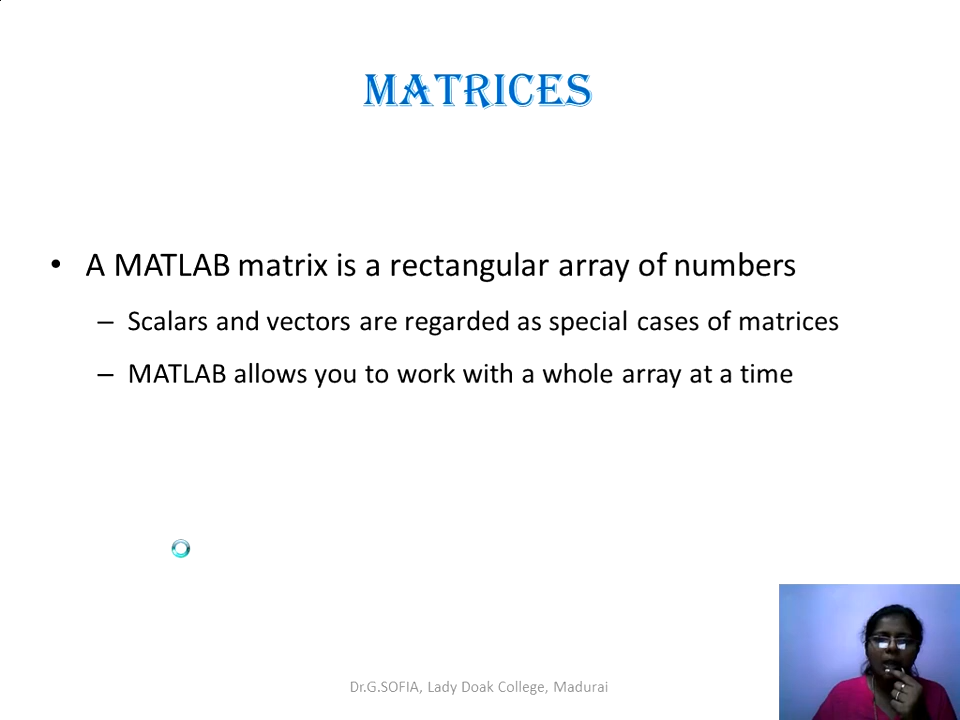 MATRICES
• A MATLAB matrix is a rectangular array of numbers
– Scalars and vectors are regarded as special cases of matrices
– MATLAB allows you to work with a whole array at a time
Dr.G.SOFIA, Lady Doak College, Madurai